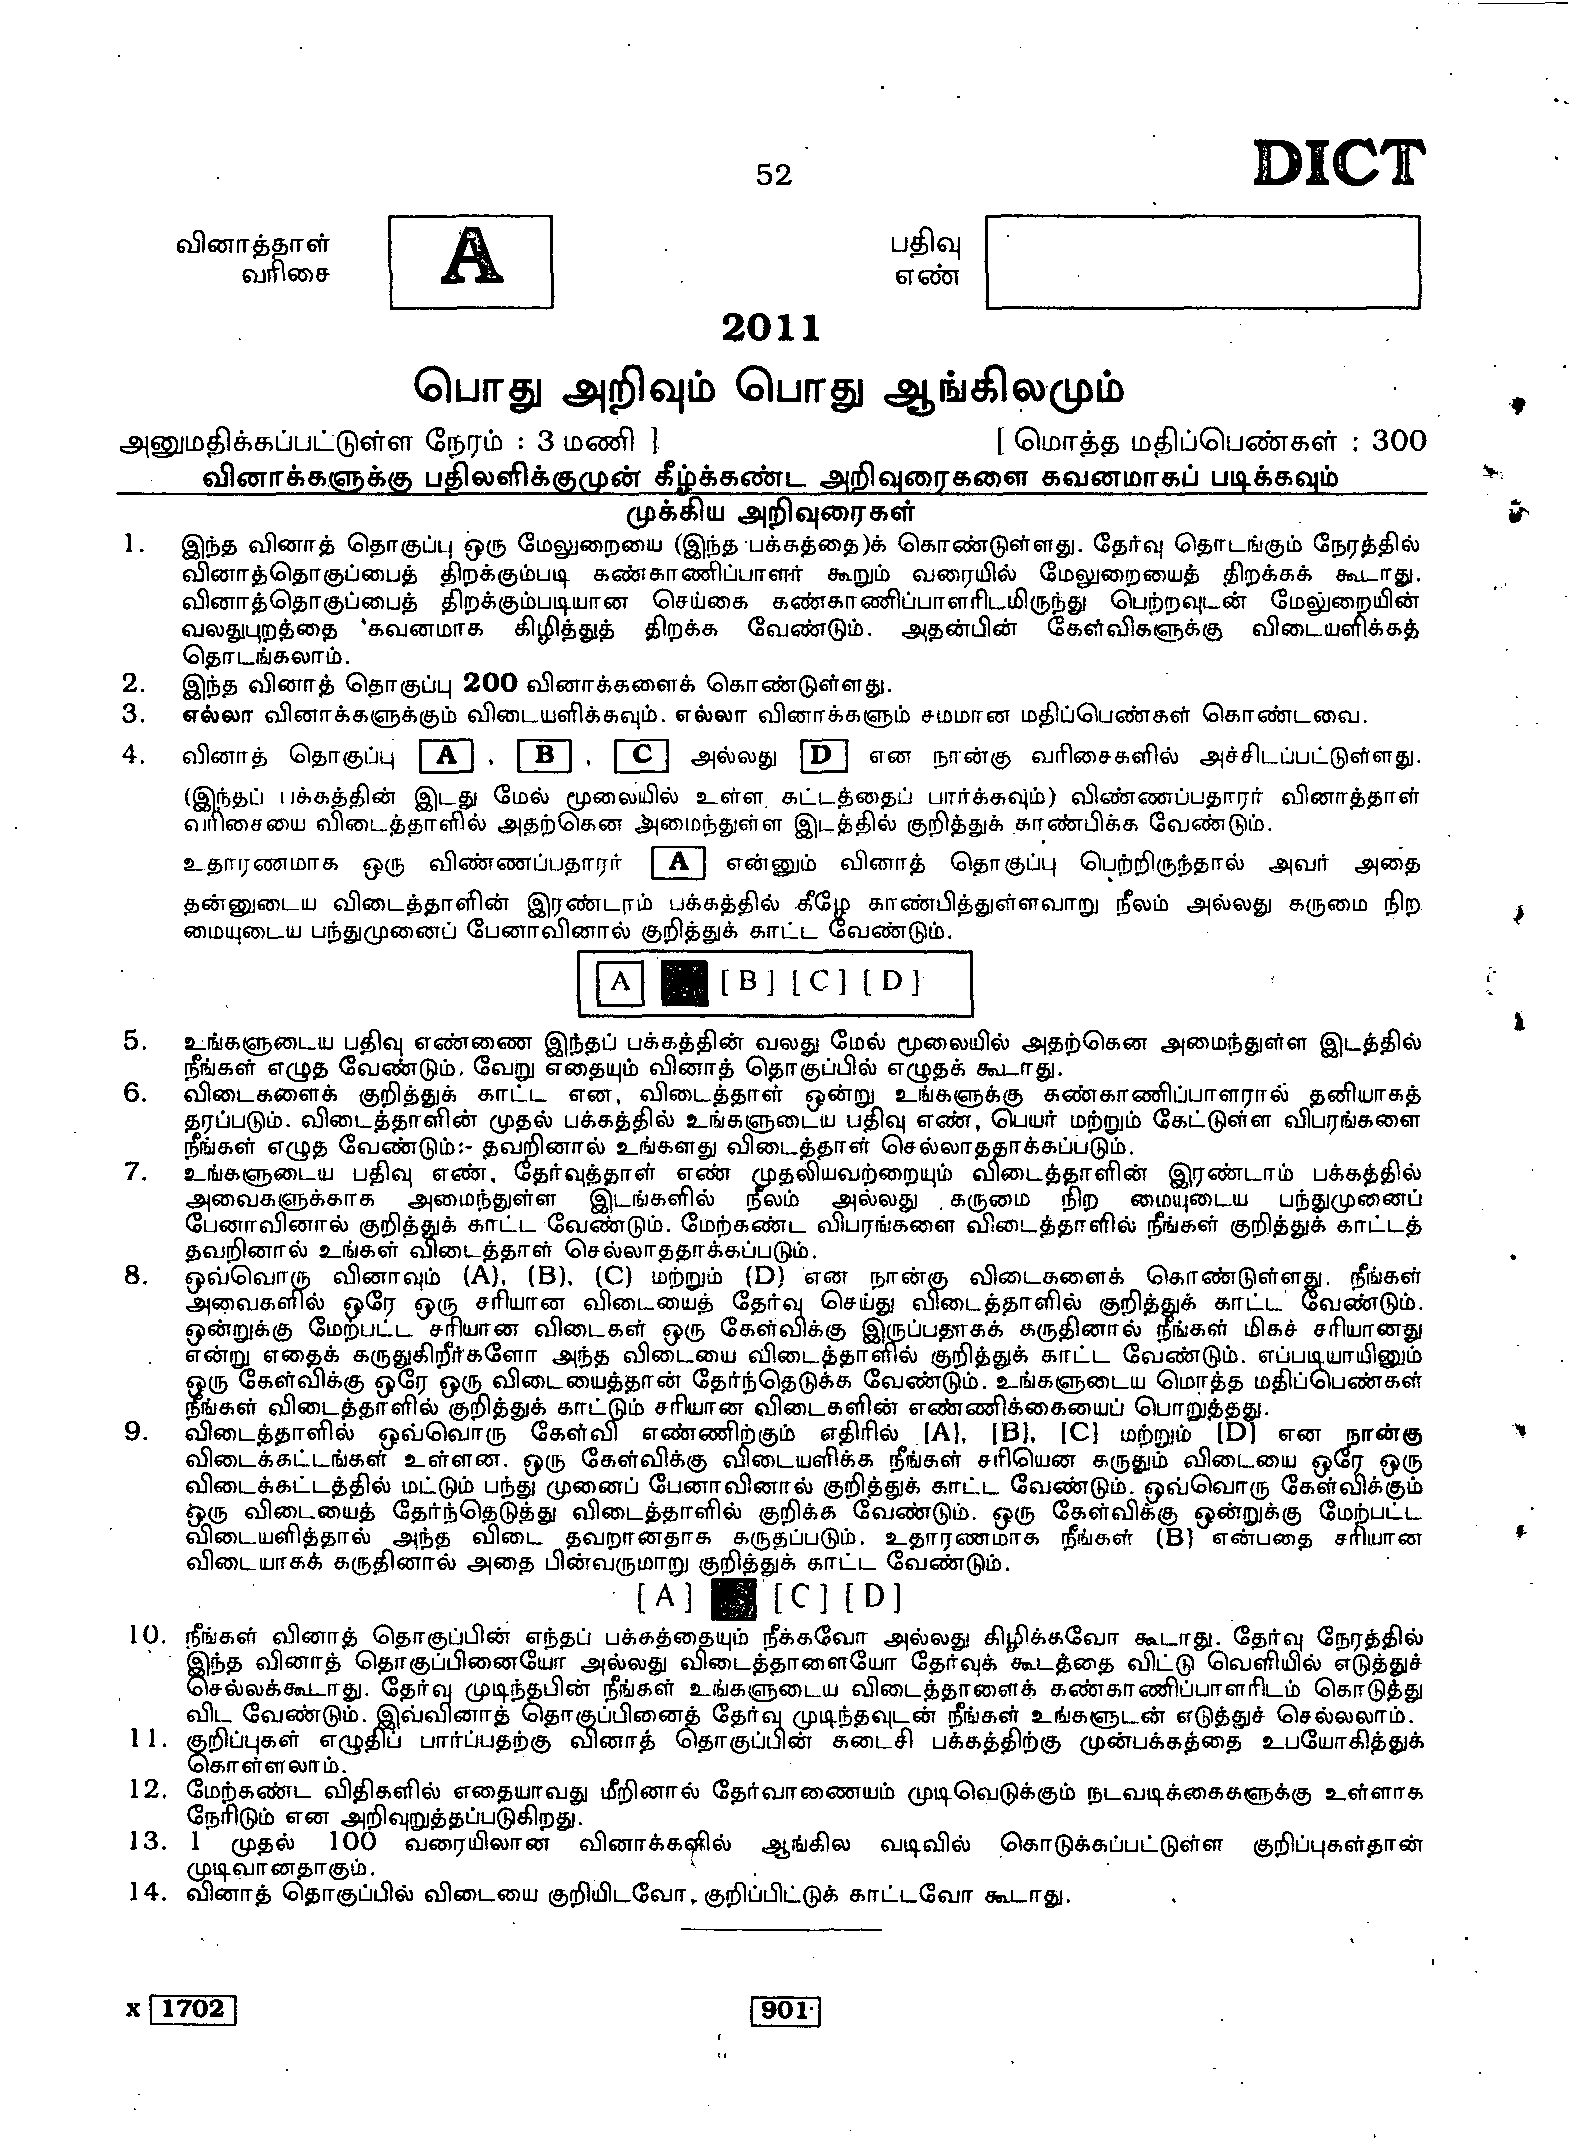 52
DICT
வினாத்தாள்
வரிசை
A
பதிவு
எண்
2011
பொது அறிவும் பொது ஆங்கிலமும்
அனுமதிக்கப்பட்டுள்ள நேரம் : 3 மணி ]
[ மொத்த மதிப்பெண்கள் : 300
வினாக்களுக்கு பதிலளிக்குமுன் கீழ்க்கண்ட அறிவுரைகளை கவனமாகப் படிக்கவும்
முக்கிய அறிவுரைகள்
1. இந்த வினாத் தொகுப்பு ஒரு மேலுறையை (இந்த பக்கத்தை)க் கொண்டுள்ளது. தேர்வு தொடங்கும் நேரத்தில்
வினாத்தொகுப்பைத் திறக்கும்படி கண்காணிப்பாளர் கூறும் வரையில் மேலுறையைத் திறக்கக் கூடாது.
வினாத்தொகுப்பைத் திறக்கும்படியான செய்கை கண்காணிப்பாளரிடமிருந்து பெற்றவுடன் மேலுறையின்
வலதுபுறத்தை கவனமாக கிழித்துத் திறக்க வேண்டும். அதன்பின் கேள்விகளுக்கு விடையளிக்கத்
தொடங்கலாம்.
2. இந்த வினாத் தொகுப்பு 200 வினாக்களைக் கொண்டுள்ளது.
3. எல்லா வினாக்களுக்கும் விடையளிக்கவும். எல்லா வினாக்களும் சமமான மதிப்பெண்கள் கொண்டவை.
4. வினாத் தொகுப்பு A , B , C அல்லது D என நான்கு வரிசைகளில் அச்சிடப்பட்டுள்ளது.
(இந்தப் பக்கத்தின் இடது மேல் மூலையில் உள்ள கட்டத்தைப் பார்க்கவும்) விண்ணப்பதாரர் வினாத்தாள்
வரிசையை விடைத்தாளில் அதற்கென அமைந்துள்ள இடத்தில் குறித்துக் காண்பிக்க வேண்டும்.
உதாரணமாக ஒரு விண்ணப்பதாரர் A என்னும் வினாத் தொகுப்பு பெற்றிருந்தால் அவர் அதை
தன்னுடைய விடைத்தாளின் இரண்டாம் பக்கத்தில் கீழே காண்பித்துள்ளவாறு நீலம் அல்லது கருமை நிற
மையுடைய பந்துமுனைப் பேனாவினால் குறித்துக் காட்ட வேண்டும்.
A [B] [C] [D]
5. உங்களுடைய பதிவு எண்ணை இந்தப் பக்கத்தின் வலது மேல் மூலையில் அதற்கென அமைந்துள்ள இடத்தில்
நீங்கள் எழுத வேண்டும். வேறு எதையும் வினாத் தொகுப்பில் எழுதக் கூடாது.
6. விடைகளைக் குறித்துக் காட்ட என, விடைத்தாள் ஒன்று உங்களுக்கு கண்காணிப்பாளரால் தனியாகத்
தரப்படும். விடைத்தாளின் முதல் பக்கத்தில் உங்களுடைய பதிவு எண், பெயர் மற்றும் கேட்டுள்ள விபரங்களை
நீங்கள் எழுத வேண்டும்:- தவறினால் உங்களது விடைத்தாள் செல்லாததாக்கப்படும்.
7. உங்களுடைய பதிவு எண், தேர்வுத்தாள் எண் முதலியவற்றையும் விடைத்தாளின் இரண்டாம் பக்கத்தில்
அவைகளுக்காக அமைந்துள்ள இடங்களில் நீலம் அல்லது கருமை நிற மையுடைய பந்துமுனைப்
பேனாவினால் குறித்துக் காட்ட வேண்டும். மேற்கண்ட விபரங்களை விடைத்தாளில் நீங்கள் குறித்துக் காட்டத்
தவறினால் உங்கள் விடைத்தாள் செல்லாததாக்கப்படும்.
8. ஒவ்வொரு வினாவும் (A), (B), (C) மற்றும் (D) என நான்கு விடைகளைக் கொண்டுள்ளது. நீங்கள்
அவைகளில் ஒரே ஒரு சரியான விடையைத் தேர்வு செய்து விடைத்தாளில் குறித்துக் காட்ட வேண்டும்.
ஒன்றுக்கு மேற்பட்ட சரியான விடைகள் ஒரு கேள்விக்கு இருப்பதாகக் கருதினால் நீங்கள் மிகச் சரியானது
என்று எதைக் கருதுகிறீர்களோ அந்த விடையை விடைத்தாளில் குறித்துக் காட்ட வேண்டும். எப்படியாயினும்
ஒரு கேள்விக்கு ஒரே ஒரு விடையைத்தான் தேர்ந்தெடுக்க வேண்டும். உங்களுடைய மொத்த மதிப்பெண்கள்
நீங்கள் விடைத்தாளில் குறித்துக் காட்டும் சரியான விடைகளின் எண்ணிக்கையைப் பொறுத்தது.
9. விடைத்தாளில் ஒவ்வொரு கேள்வி எண்ணிற்கும் எதிரில் [A], [B], [C] மற்றும் [D] என நான்கு
விடைக்கட்டங்கள் உள்ளன. ஒரு கேள்விக்கு விடையளிக்க நீங்கள் சரியென கருதும் விடையை ஒரே ஒரு
விடைக்கட்டத்தில் மட்டும் பந்து முனைப் பேனாவினால் குறித்துக் காட்ட வேண்டும். ஒவ்வொரு கேள்விக்கும்
ஒரு விடையைத் தேர்ந்தெடுத்து விடைத்தாளில் குறிக்க வேண்டும். ஒரு கேள்விக்கு ஒன்றுக்கு மேற்பட்ட
விடையளித்தால் அந்த விடை தவறானதாக கருதப்படும். உதாரணமாக நீங்கள் (B) என்பதை சரியான
விடையாகக் கருதினால் அதை பின்வருமாறு குறித்துக் காட்ட வேண்டும்.
[A] [C] [D]
10. நீங்கள் வினாத் தொகுப்பின் எந்தப் பக்கத்தையும் நீக்கவோ அல்லது கிழிக்கவோ கூடாது. தேர்வு நேரத்தில்
இந்த வினாத் தொகுப்பினையோ அல்லது விடைத்தாளையோ தேர்வுக் கூடத்தை விட்டு வெளியில் எடுத்துச்
செல்லக்கூடாது. தேர்வு முடிந்தபின் நீங்கள் உங்களுடைய விடைத்தாளைக் கண்காணிப்பாளரிடம் கொடுத்து
விட வேண்டும். இவ்வினாத் தொகுப்பினைத் தேர்வு முடிந்தவுடன் நீங்கள் உங்களுடன் எடுத்துச் செல்லலாம்.
11. குறிப்புகள் எழுதிப் பார்ப்பதற்கு வினாத் தொகுப்பின் கடைசி பக்கத்திற்கு முன்பக்கத்தை உபயோகித்துக்
கொள்ளலாம்.
12. மேற்கண்ட விதிகளில் எதையாவது மீறினால் தேர்வாணையம் முடிவெடுக்கும் நடவடிக்கைகளுக்கு உள்ளாக
நேரிடும் என அறிவுறுத்தப்படுகிறது.
13. 1 முதல் 100 வரையிலான வினாக்களில் ஆங்கில வடிவில் கொடுக்கப்பட்டுள்ள குறிப்புகள்தான்
முடிவானதாகும்.
14. வினாத் தொகுப்பில் விடையை குறியிடவோ, குறிப்பிட்டுக் காட்டவோ கூடாது.
x 1702
901